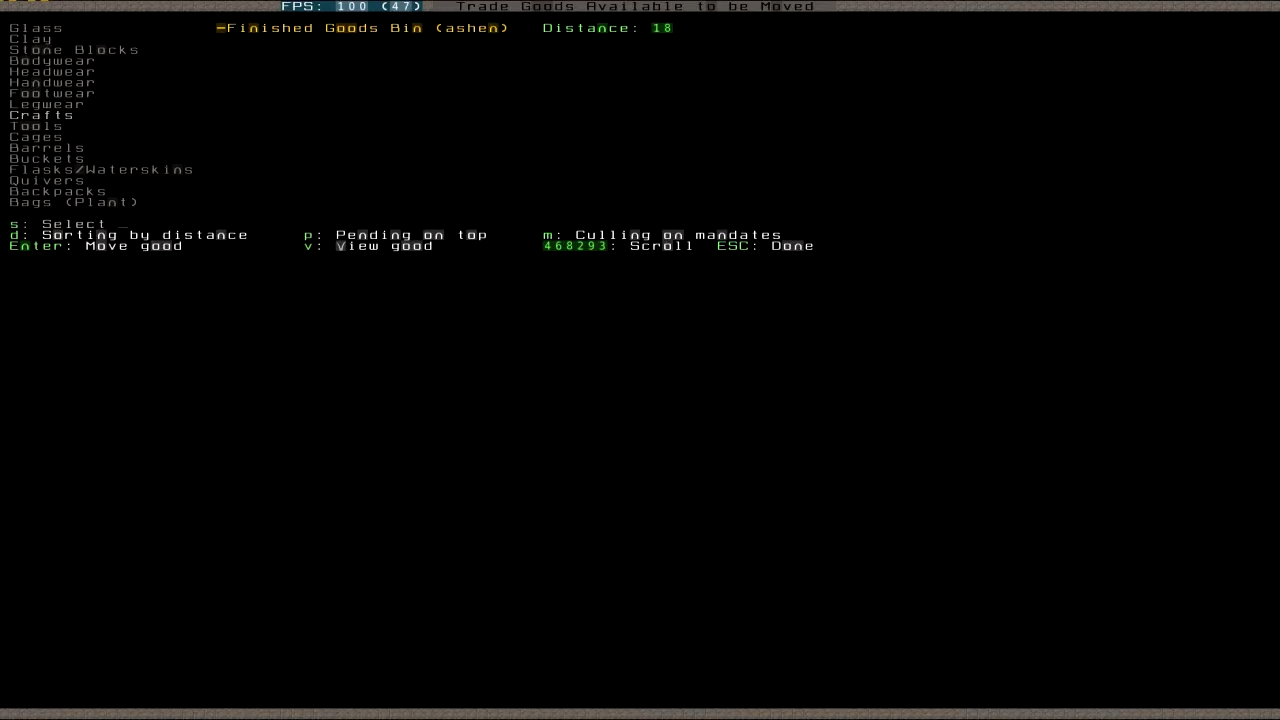 FPS: 100 (47) Trade Goods Available to be Moved
Glass -Finished Goods Bin (ashen) Distance: 18
Clay
Stone Blocks
Bodywear
Headwear
Handwear
Footwear
Legwear
Crafts
Tools
Cages
Barrels
Buckets
Flasks/Waterskins
Quivers
Backpacks
Bags (Plant)
s: Select _
d: Sorting by distance p: Pending on top m: Culling on mandates
Enter: Move good v: View good 468293: Scroll ESC: Done